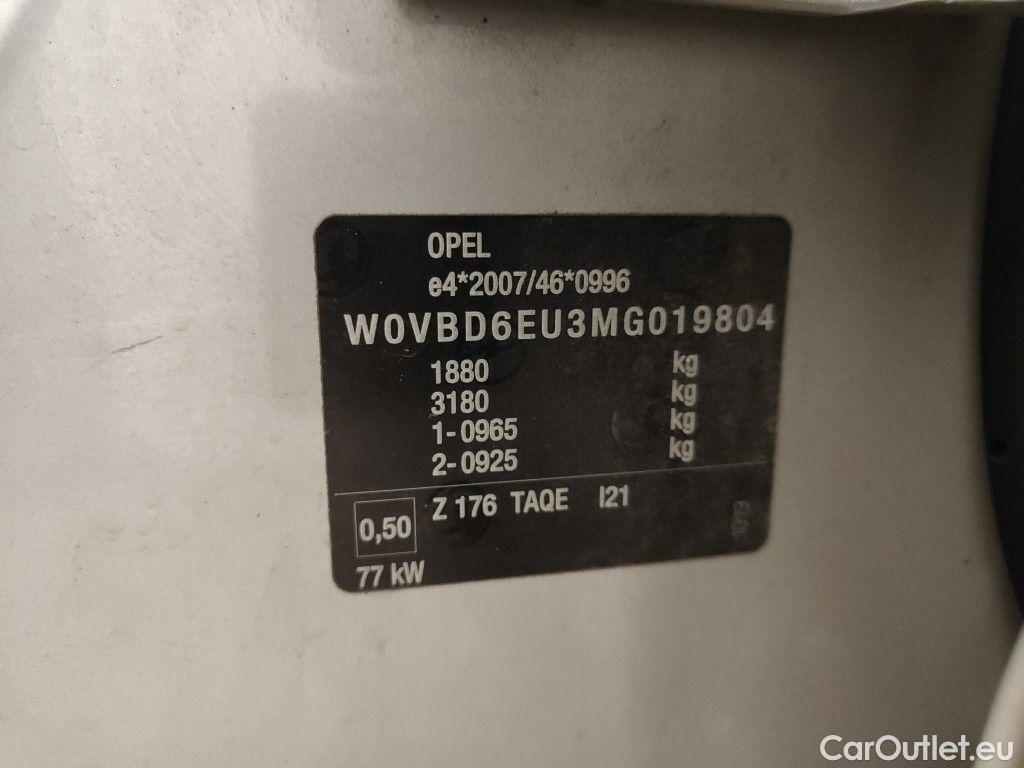 OPEL
e4*2007/46*0996
W0VBD6EU3MG019804
1880 kg
3180 kg
1-0965 kg
2-0925 kg
0,50 Z 176 TAQE I21
77 kW
CarOutlet.eu